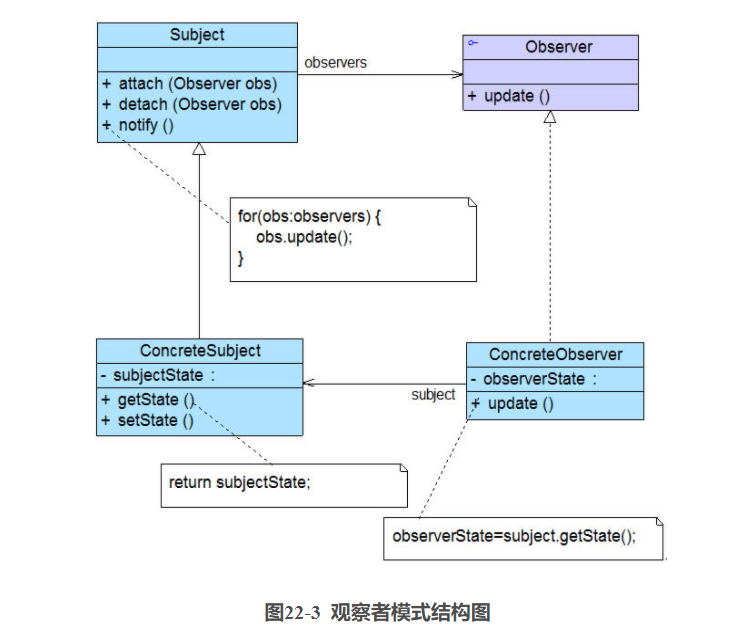 Subject
+ attach (Observer obs)
+ detach (Observer obs)
+ notify ()
observers
Observer
+ update ()
for(obs:observers) {
obs.update();
}
ConcreteSubject
- subjectState :
+ getState ()
+ setState ()
subject
ConcreteObserver
- observerState :
+ update ()
return subjectState;
observerState=subject.getState();
图22-3 观察者模式结构图